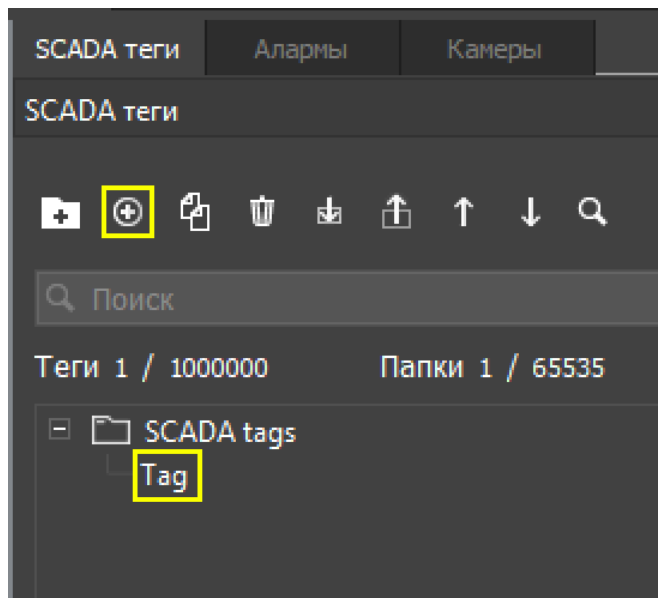 SCADA теги Алармы Камеры
SCADA теги
Поиск
Теги 1 / 1000000 Папки 1 / 65535
SCADA tags
Tag